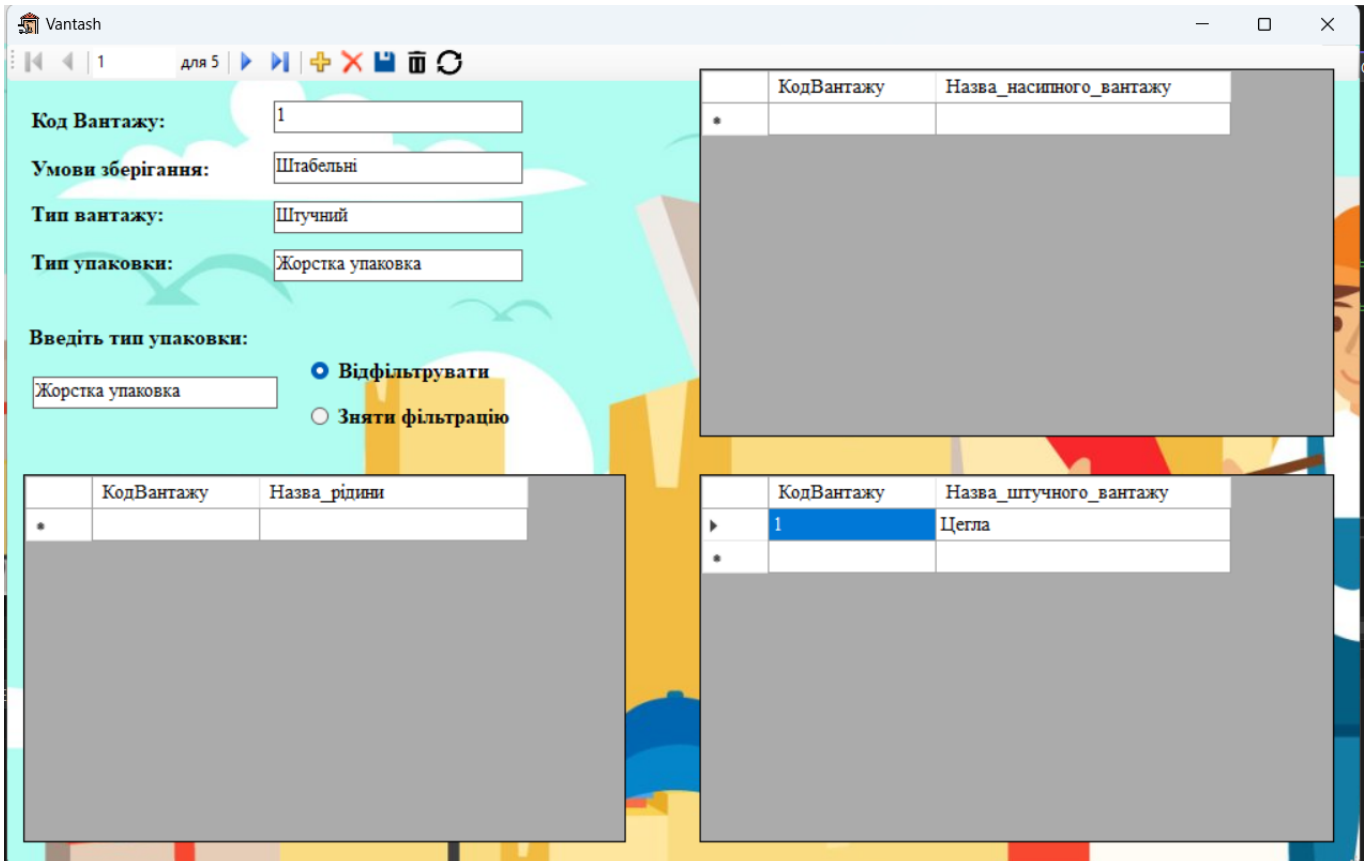 Vantash
1 для 5
Код Вантажу: 1
Умови зберігання: Штабельні
Тип вантажу: Штучний
Тип упаковки: Жорстка упаковка
Введіть тип упаковки:
Жорстка упаковка
Відфільтрувати
Зняти фільтрацію
КодВантажу Назва_насипного_вантажу
КодВантажу Назва_рідини
КодВантажу Назва_штучного_вантажу
1 Цегла